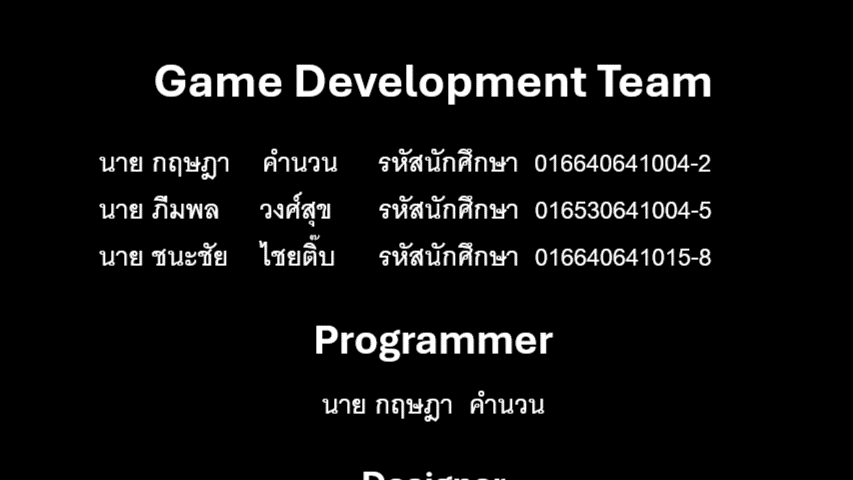 Game Development Team
นาย กฤษฎา คำนวน รหัสนักศึกษา 016640641004-2
นาย ภีมพล วงศ์สุข รหัสนักศึกษา 016530641004-5
นาย ชนะชัย ไชยติ๊บ รหัสนักศึกษา 016640641015-8
Programmer
นาย กฤษฎา คำนวน
Designer